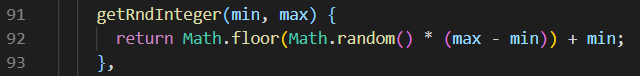 91 getRndInteger(min, max) {
92 return Math.floor(Math.random() * (max - min)) + min;
93 },